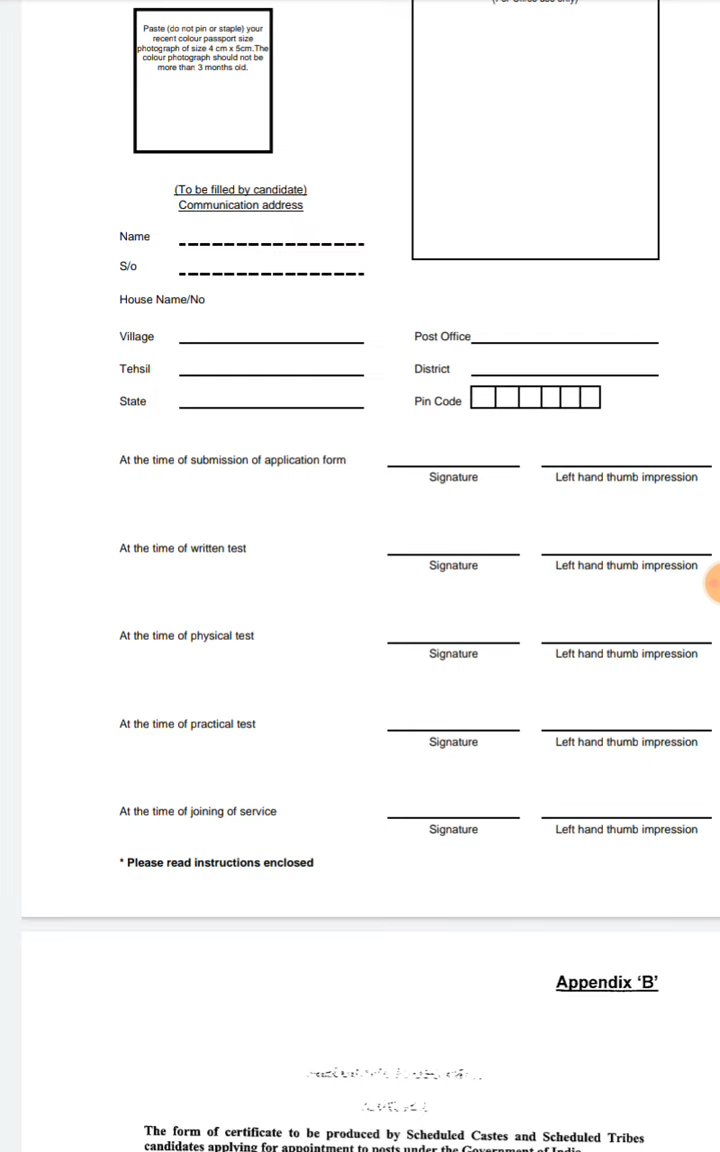 (For Office use only)
Paste (do not pin or staple) your
recent colour passport size
photograph of size 4 cm x 5cm.The
colour photograph should not be
more than 3 months old.
(To be filled by candidate)
Communication address
Name
S/o
House Name/No
Village Post Office
Tehsil District
State Pin Code
At the time of submission of application form
Signature Left hand thumb impression
At the time of written test
Signature Left hand thumb impression
At the time of physical test
Signature Left hand thumb impression
At the time of practical test
Signature Left hand thumb impression
At the time of joining of service
Signature Left hand thumb impression
* Please read instructions enclosed
Appendix ‘B’
The form of certificate to be produced by Scheduled Castes and Scheduled Tribes
candidates applying for appointment to posts under the Government of India